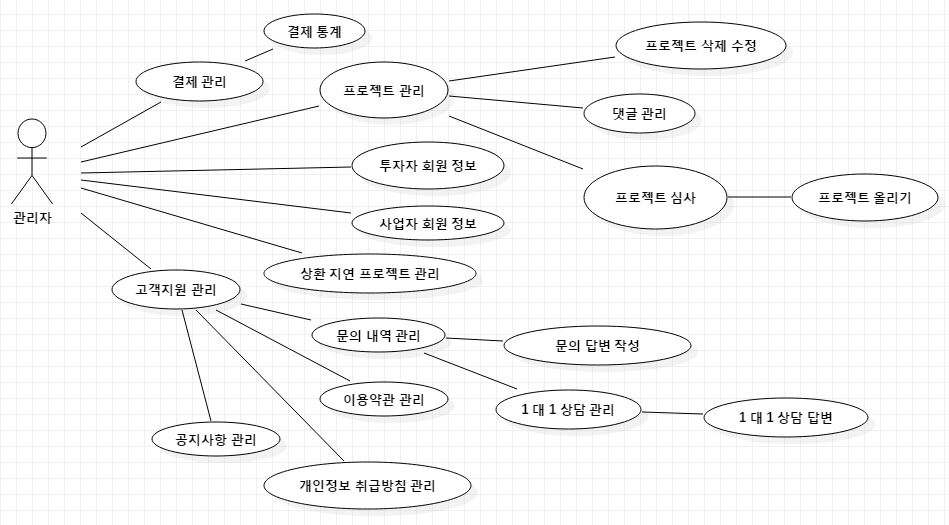 결제 통계
프로젝트 삭제 수정
결제 관리
프로젝트 관리
댓글 관리
투자자 회원 정보
프로젝트 심사
프로젝트 올리기
관리자
사업자 회원 정보
상환 지연 프로젝트 관리
고객지원 관리
문의 내역 관리
문의 답변 작성
이용약관 관리
1 대 1 상담 관리
1 대 1 상담 답변
공지사항 관리
개인정보 취급방침 관리